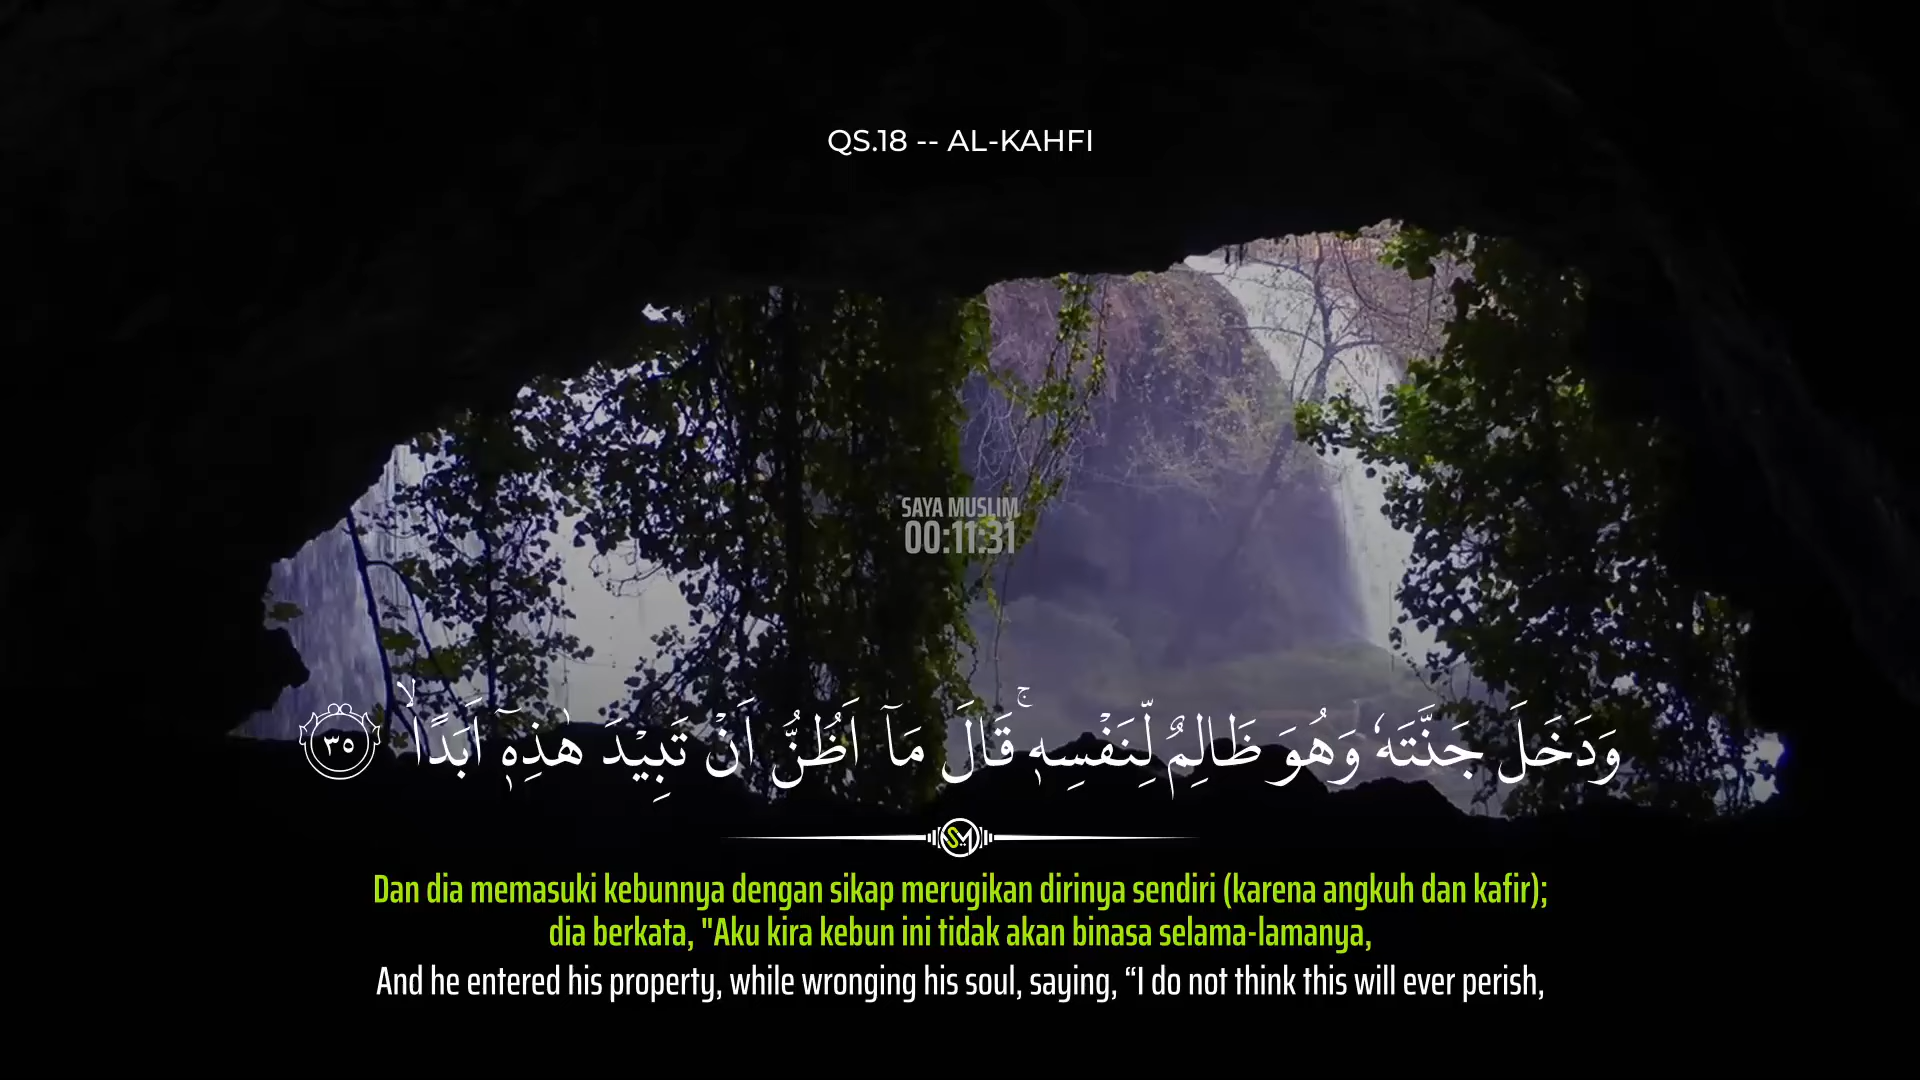 QS.18 -- AL-KAHFI
SAYA MUSLIM
00:11:31
وَدَخَلَ جَنَّتَهٗ وَهُوَ ظَالِمٌ لِّنَفْسِهٖۚ قَالَ مَآ اَظُنُّ اَنْ تَبِيْدَ هٰذِهٖٓ اَبَدًاۙ ٣٥
SM
Dan dia memasuki kebunnya dengan sikap merugikan dirinya sendiri (karena angkuh dan kafir);
dia berkata, "Aku kira kebun ini tidak akan binasa selama-lamanya,
And he entered his property, while wronging his soul, saying, “I do not think this will ever perish,